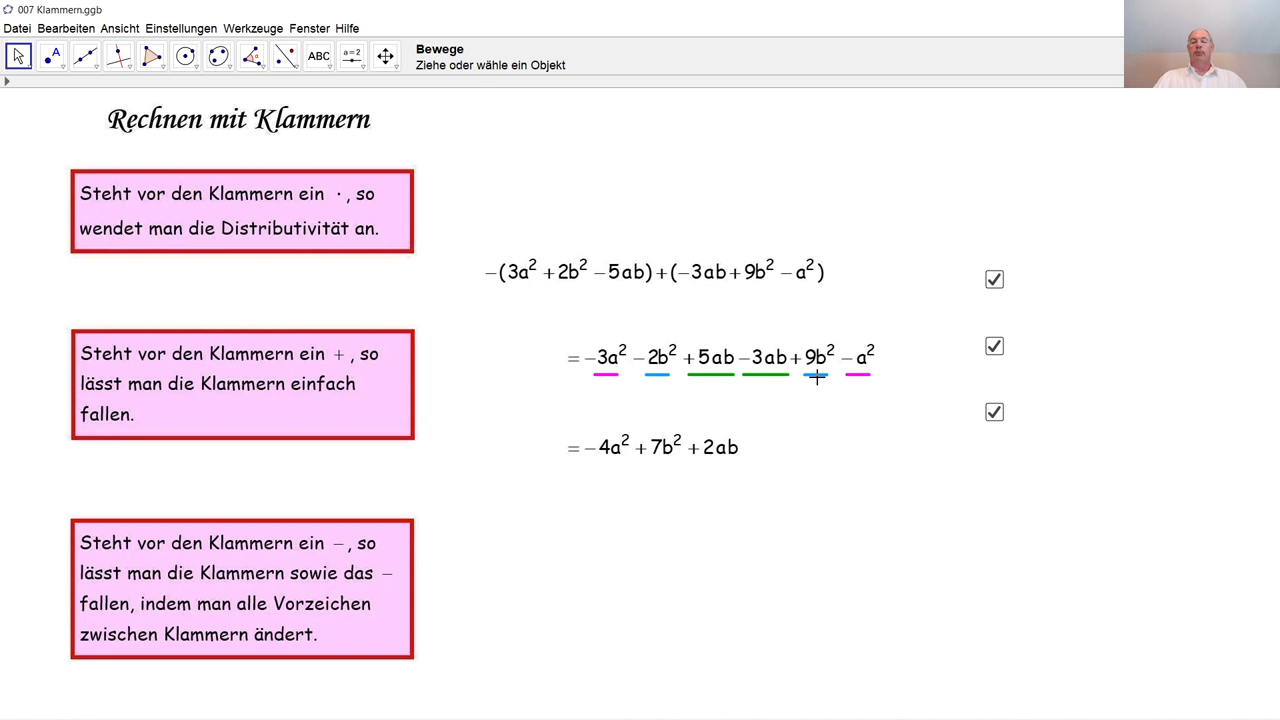 007 Klammern.ggb
Datei Bearbeiten Ansicht Einstellungen Werkzeuge Fenster Hilfe
A
ABC
a=2
Bewege
Ziehe oder wähle ein Objekt
Rechnen mit Klammern
Steht vor den Klammern ein ·, so
wendet man die Distributivität an.
Steht vor den Klammern ein +, so
lässt man die Klammern einfach
fallen.
Steht vor den Klammern ein −, so
lässt man die Klammern sowie das −
fallen, indem man alle Vorzeichen
zwischen Klammern ändert.
−(3a² +2b² −5ab)+(−3ab+9b² −a²)
=−3a² −2b² +5ab−3ab+9b² −a²
=−4a² +7b² +2ab